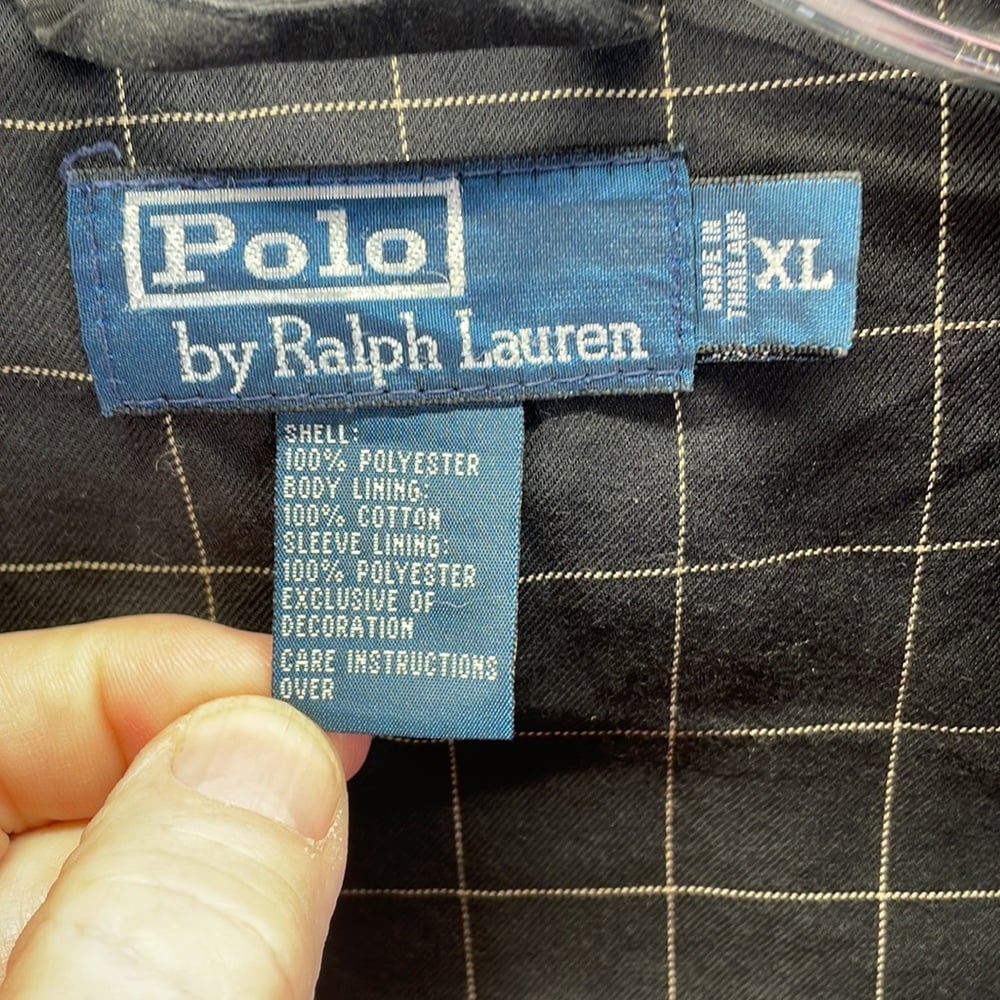 Polo
by Ralph Lauren
MADE IN
THAILAND
XL
SHELL:
100% POLYESTER
BODY LINING:
100% COTTON
SLEEVE LINING:
100% POLYESTER
EXCLUSIVE OF
DECORATION
CARE INSTRUCTIONS
OVER